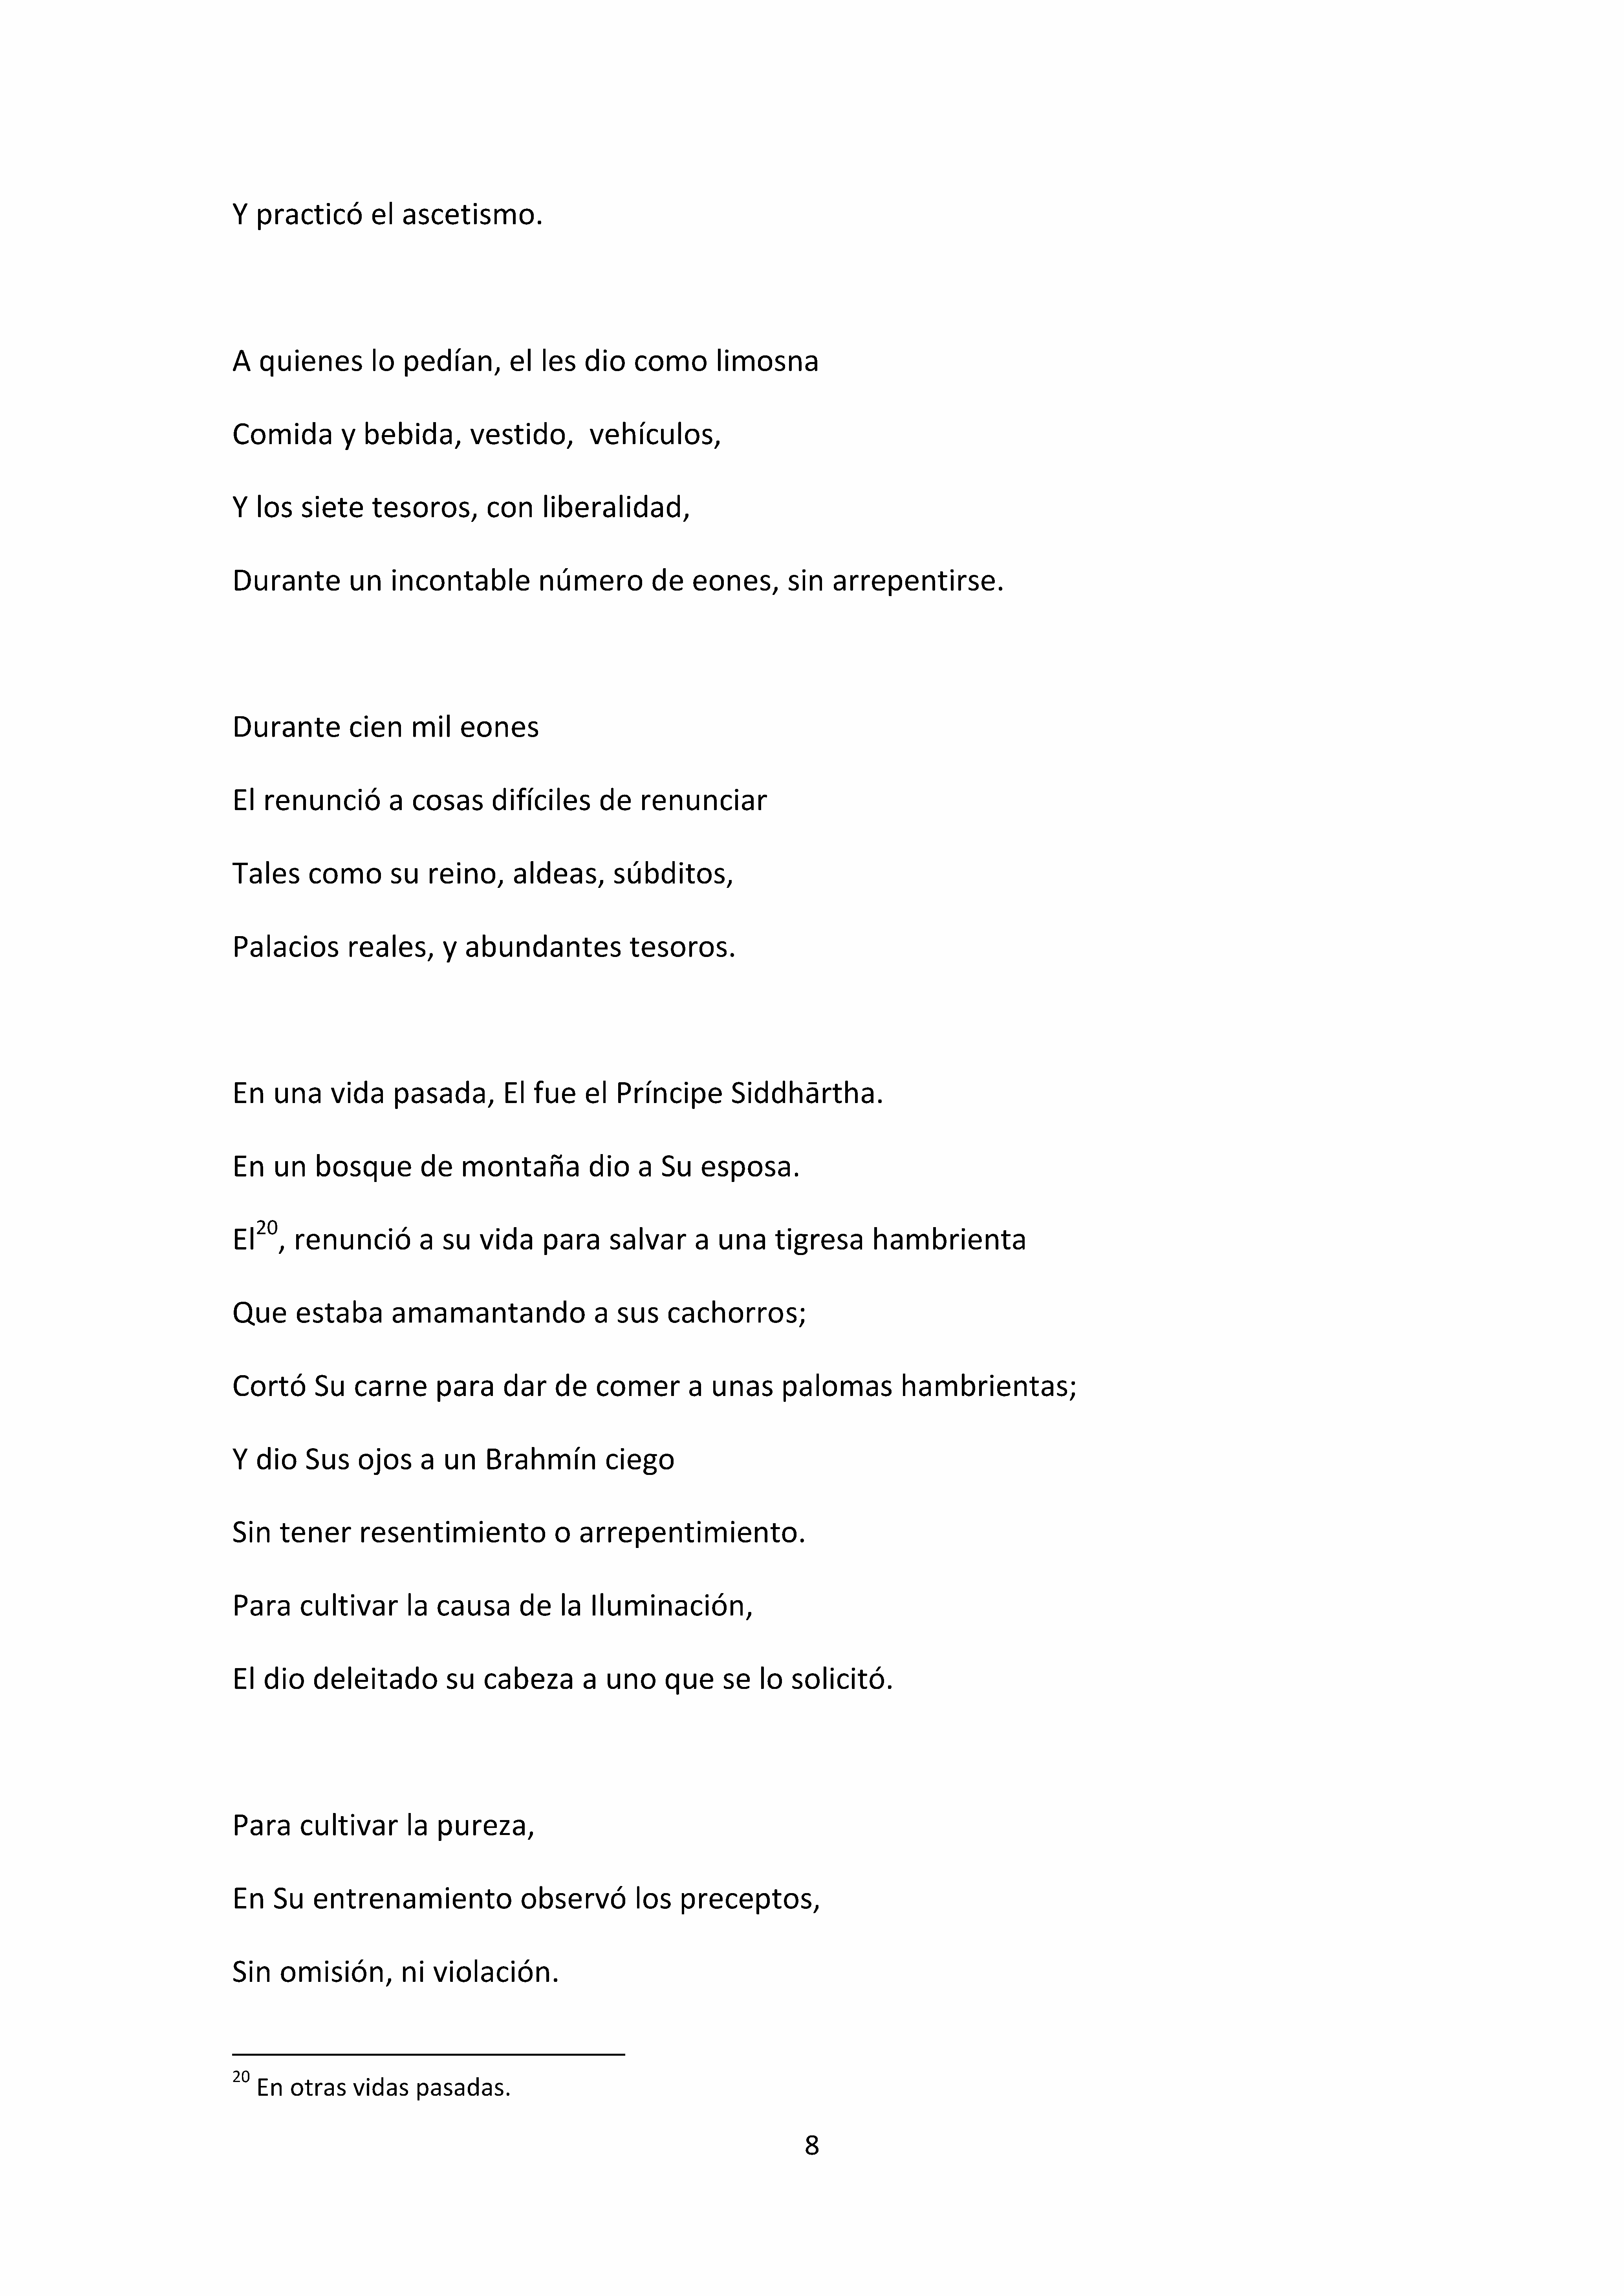 Y practicó el ascetismo.
A quienes lo pedían, el les dio como limosna
Comida y bebida, vestido,  vehículos,
Y los siete tesoros, con liberalidad,
Durante un incontable número de eones, sin arrepentirse.
Durante cien mil eones
El renunció a cosas difíciles de renunciar
Tales como su reino, aldeas, súbditos,
Palacios reales, y abundantes tesoros.
En una vida pasada, El fue el Príncipe Siddhārtha.
En un bosque de montaña dio a Su esposa.
El20, renunció a su vida para salvar a una tigresa hambrienta
Que estaba amamantando a sus cachorros;
Cortó Su carne para dar de comer a unas palomas hambrientas;
Y dio Sus ojos a un Brahmín ciego
Sin tener resentimiento o arrepentimiento.
Para cultivar la causa de la Iluminación,
El dio deleitado su cabeza a uno que se lo solicitó.
Para cultivar la pureza,
En Su entrenamiento observó los preceptos,
Sin omisión, ni violación.
20 En otras vidas pasadas.
8